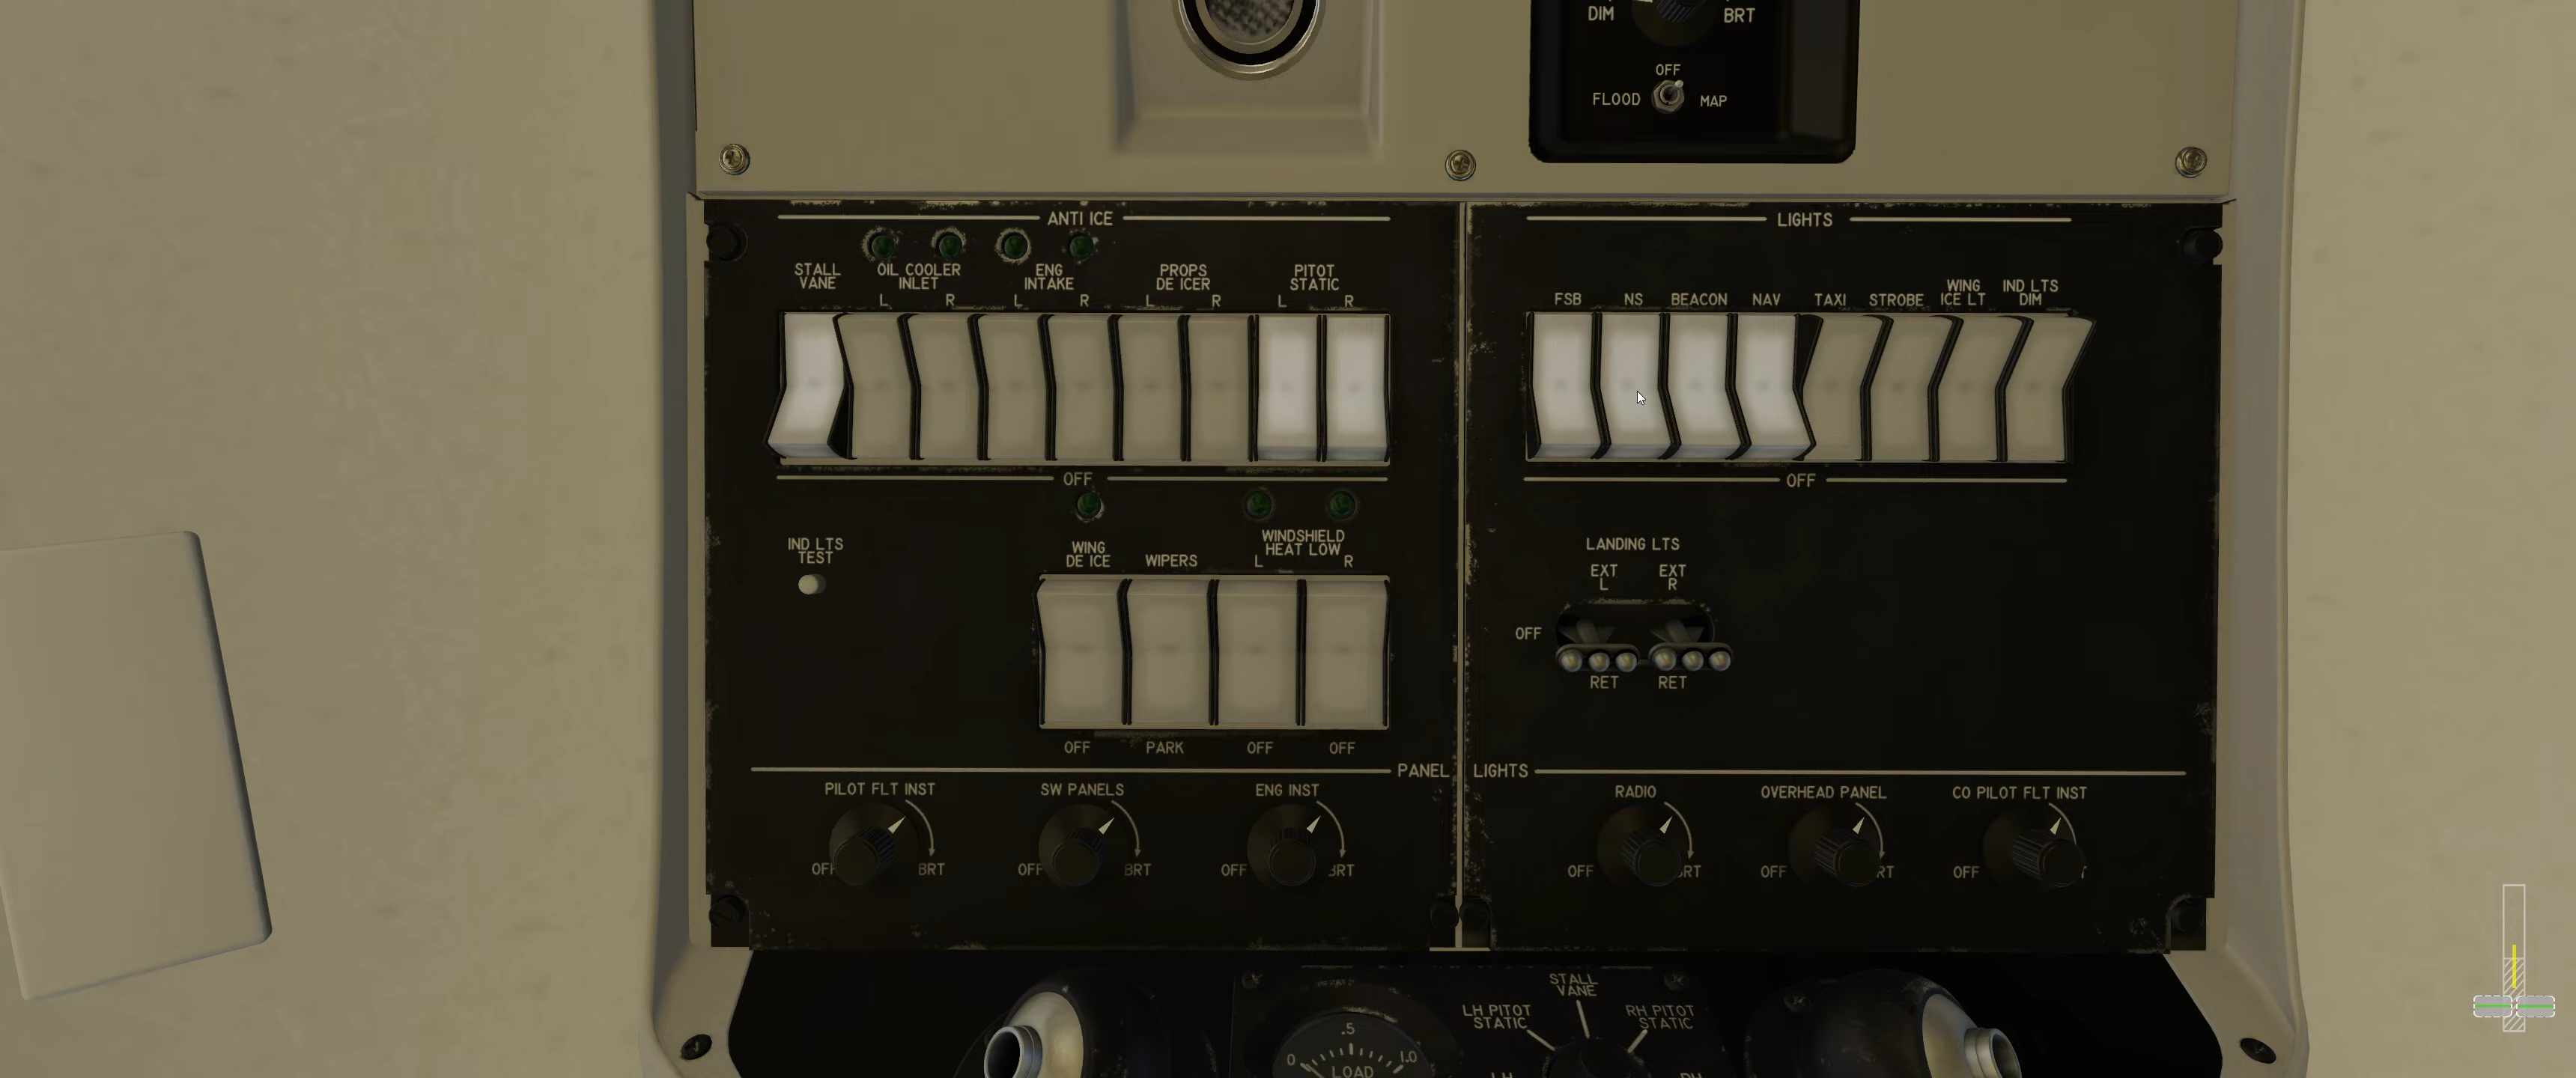 DIM BRT
OFF
FLOOD MAP
ANTI ICE
STALL VANE
OIL COOLER INLET
L R
ENG INTAKE
L R
PROPS DE ICER
L R
PITOT STATIC
L R
OFF
IND LTS TEST
WING DE ICE
WIPERS
WINDSHIELD HEAT LOW
L R
OFF PARK OFF OFF
LIGHTS
FSB NS BEACON NAV TAXI STROBE
WING ICE LT
IND LTS DIM
OFF
LANDING LTS
EXT L
EXT R
OFF
RET RET
PANEL LIGHTS
PILOT FLT INST
OFF BRT
SW PANELS
OFF BRT
ENG INST
OFF BRT
RADIO
OFF
OVERHEAD PANEL
OFF
CO PILOT FLT INST
OFF
STALL VANE
LH PITOT STATIC
RH PITOT STATIC
0 .5 1.0
LOAD